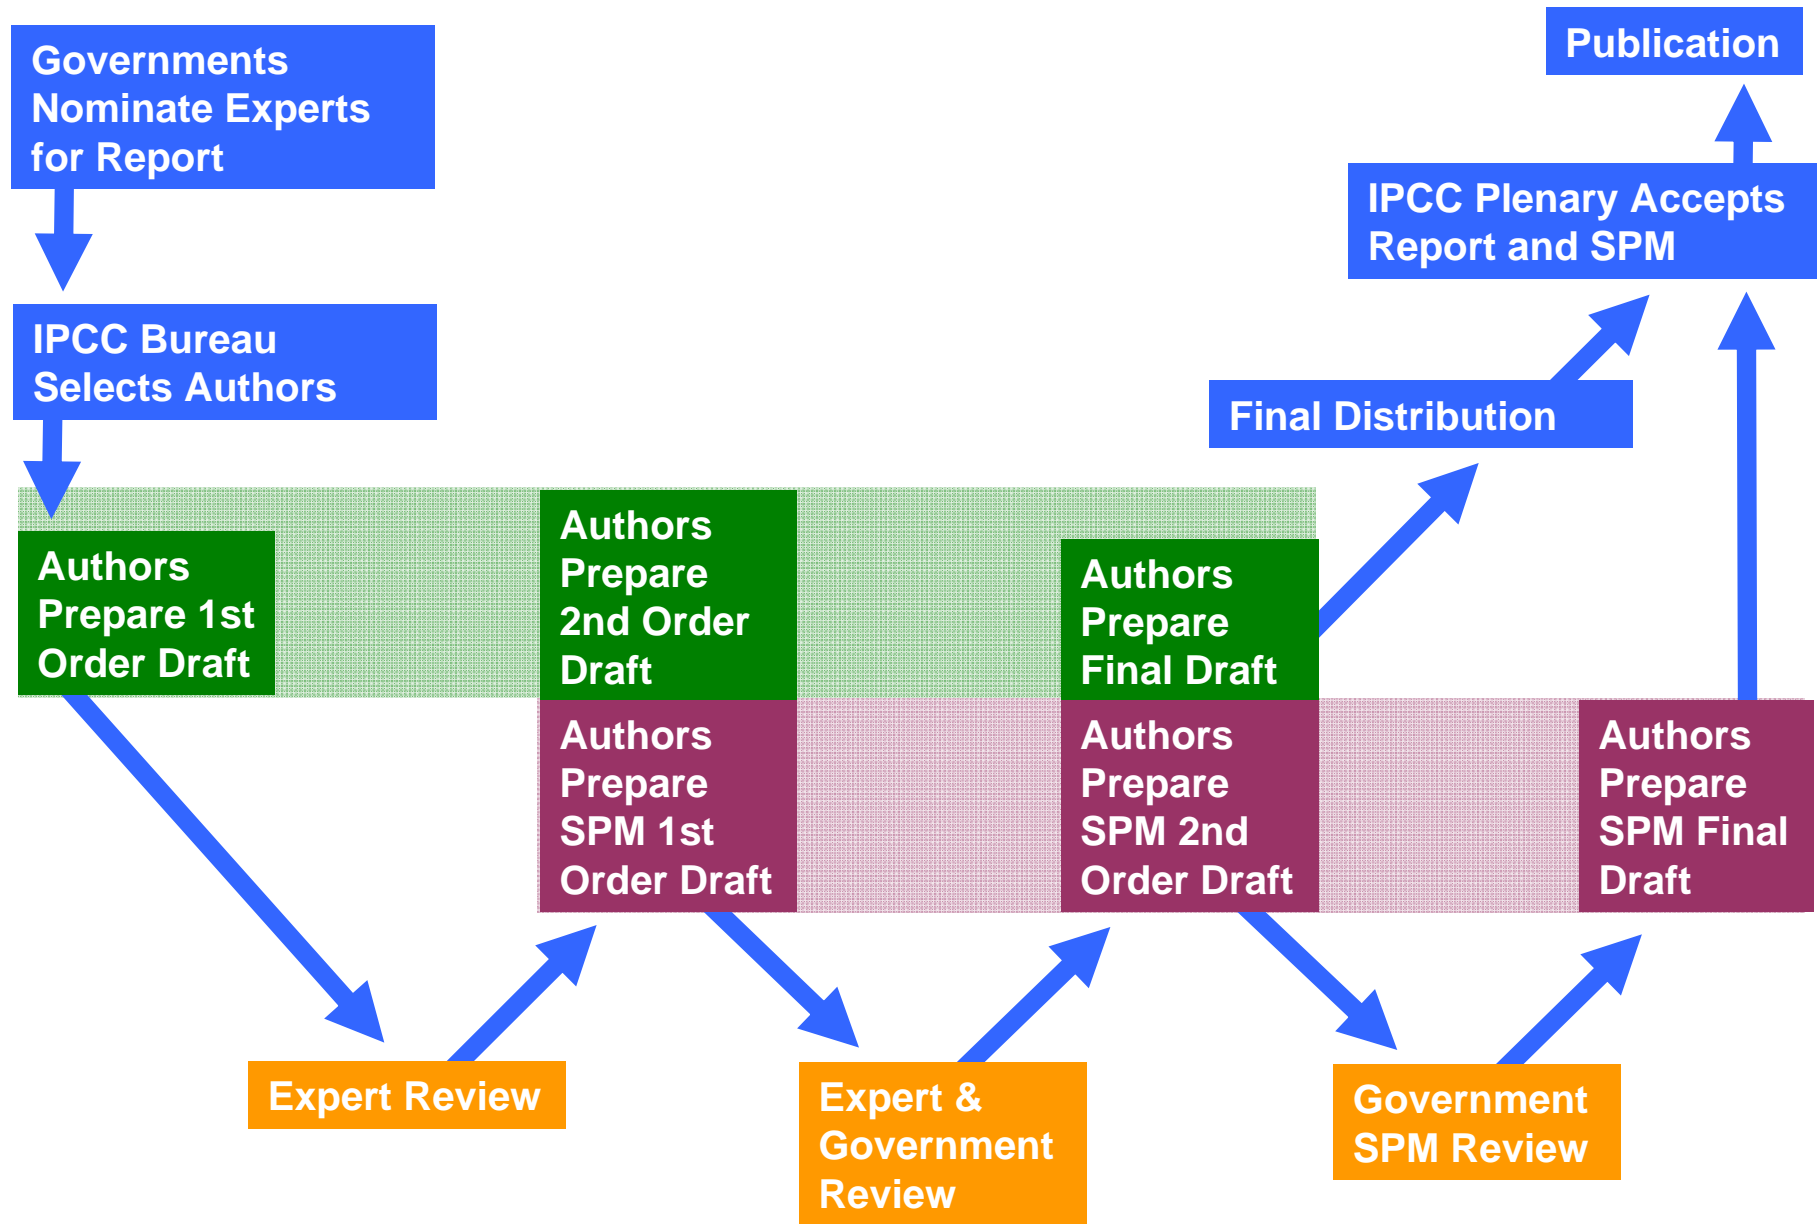 Governments
Nominate Experts
for Report
IPCC Bureau
Selects Authors
Publication
IPCC Plenary Accepts
Report and SPM
Final Distribution
Authors
Prepare 1st
Order Draft
Authors
Prepare
2nd Order
Draft
Authors
Prepare
Final Draft
Authors
Prepare
SPM 1st
Order Draft
Authors
Prepare
SPM 2nd
Order Draft
Authors
Prepare
SPM Final
Draft
Expert Review
Expert &
Government
Review
Government
SPM Review